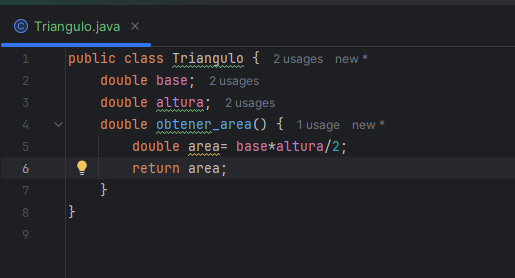 Triangulo.java
1 public class Triangulo { 2 usages new *
2 double base; 2 usages
3 double altura; 2 usages
4 double obtener_area() { 1 usage new *
5 double area= base*altura/2;
6 return area;
7 }
8 }
9